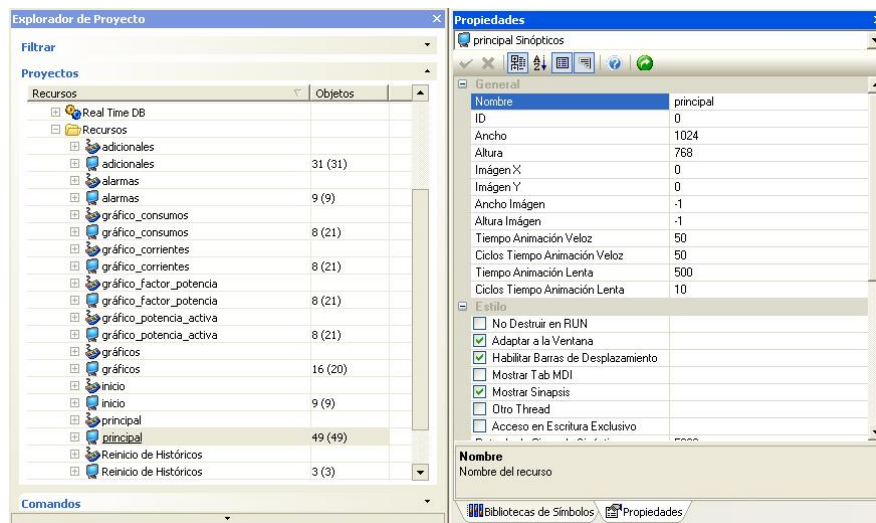 Explorador de Proyecto
Filtrar
Proyectos
Recursos Objetos
Real Time DB
Recursos
adicionales
adicionales 31 (31)
alarmas
alarmas 9 (9)
gráfico_consumos
gráfico_consumos 8 (21)
gráfico_corrientes
gráfico_corrientes 8 (21)
gráfico_factor_potencia
gráfico_factor_potencia 8 (21)
gráfico_potencia_activa
gráfico_potencia_activa 8 (21)
gráficos
gráficos 16 (20)
inicio
inicio 9 (9)
principal
principal 49 (49)
Reinicio de Históricos
Reinicio de Históricos 3 (3)
Comandos
Propiedades
principal Sinópticos
General
Nombre principal
ID 0
Ancho 1024
Altura 768
Imágen X 0
Imágen Y 0
Ancho Imágen -1
Altura Imágen -1
Tiempo Animación Veloz 50
Ciclos Tiempo Animación Veloz 50
Tiempo Animación Lenta 500
Ciclos Tiempo Animación Lenta 10
Estilo
No Destruir en RUN
Adaptar a la Ventana
Habilitar Barras de Desplazamiento
Mostrar Tab MDI
Mostrar Sinapsis
Otro Thread
Acceso en Escritura Exclusivo
Nombre
Nombre del recurso
Bibliotecas de Símbolos Propiedades